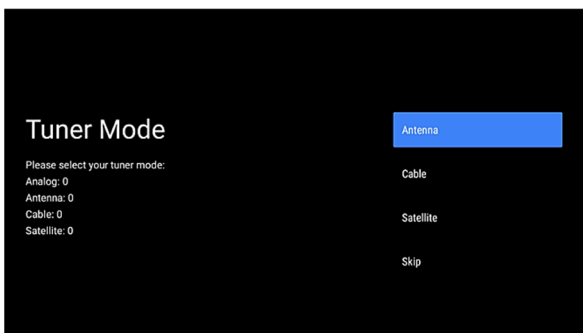 Tuner Mode
Please select your tuner mode:
Analog: 0
Antenna: 0
Cable: 0
Satellite: 0
Antenna
Cable
Satellite
Skip